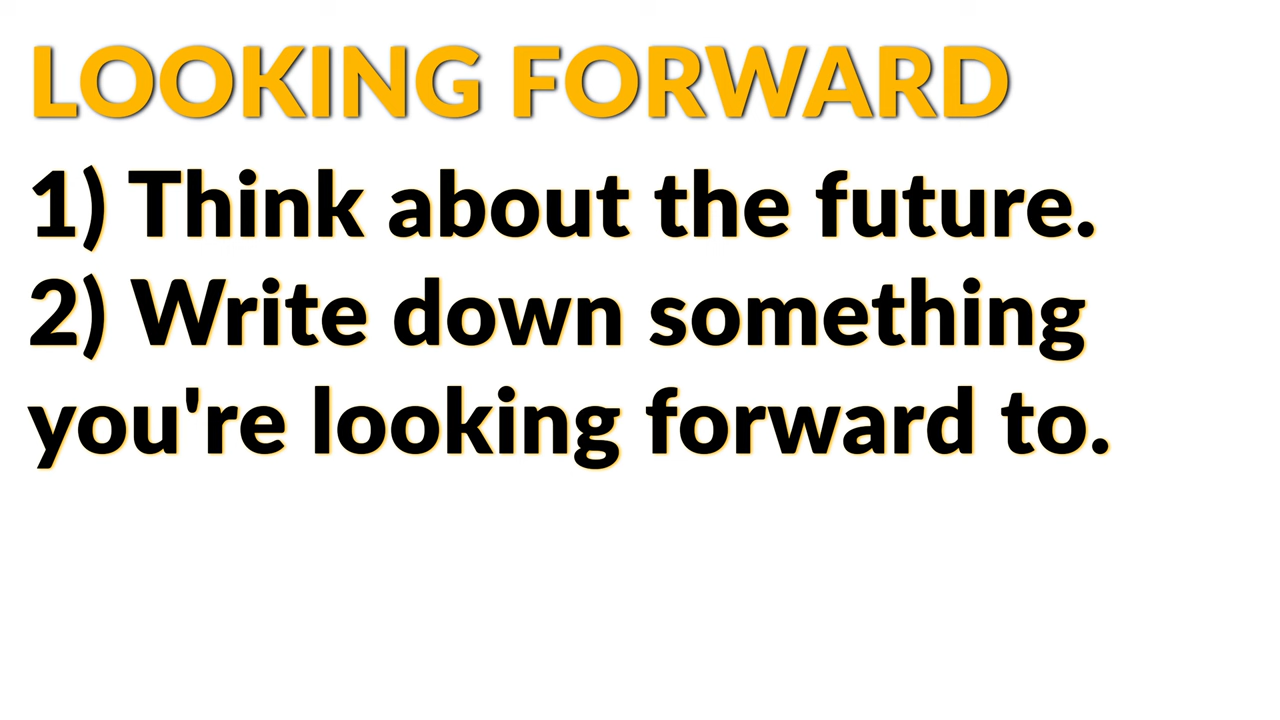 LOOKING FORWARD
1) Think about the future.
2) Write down something
you're looking forward to.